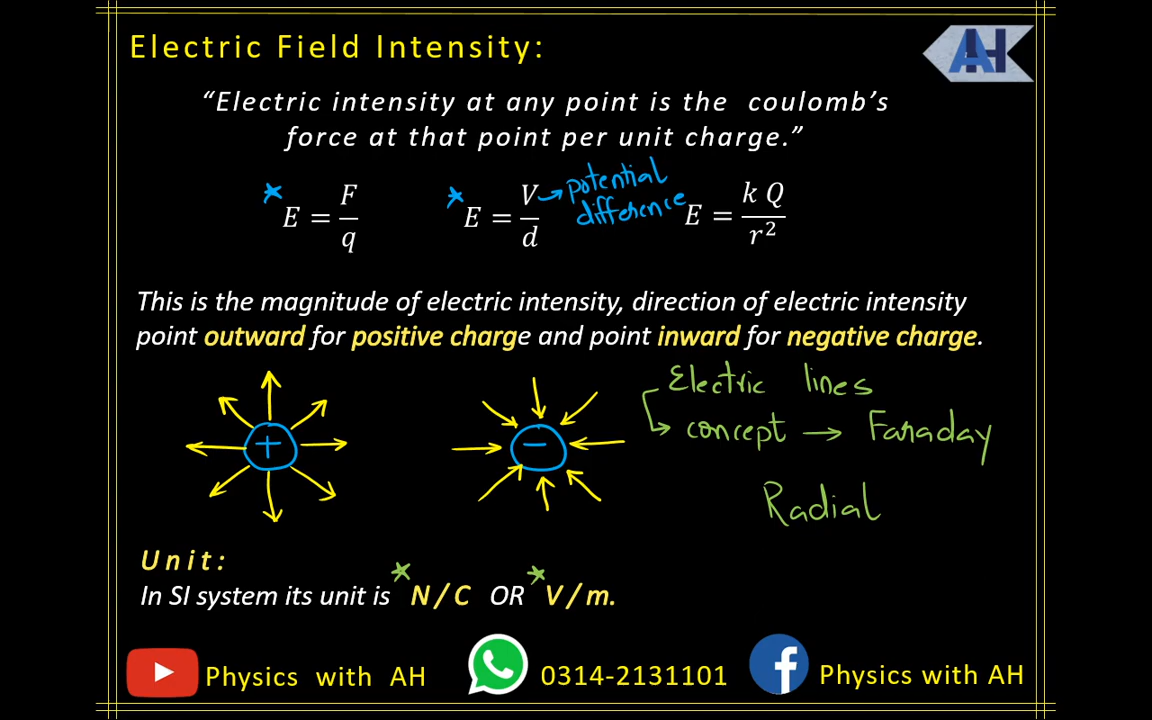 Electric Field Intensity:
AH
“Electric intensity at any point is the coulomb’s
force at that point per unit charge.”
E = F/q
E = V/d → potential difference
E = k Q/r²
This is the magnitude of electric intensity, direction of electric intensity
point outward for positive charge and point inward for negative charge.
Electric lines
concept → Faraday
+
−
Radial
Unit:
In SI system its unit is N/C OR V/m.
Physics with AH
0314-2131101
Physics with AH